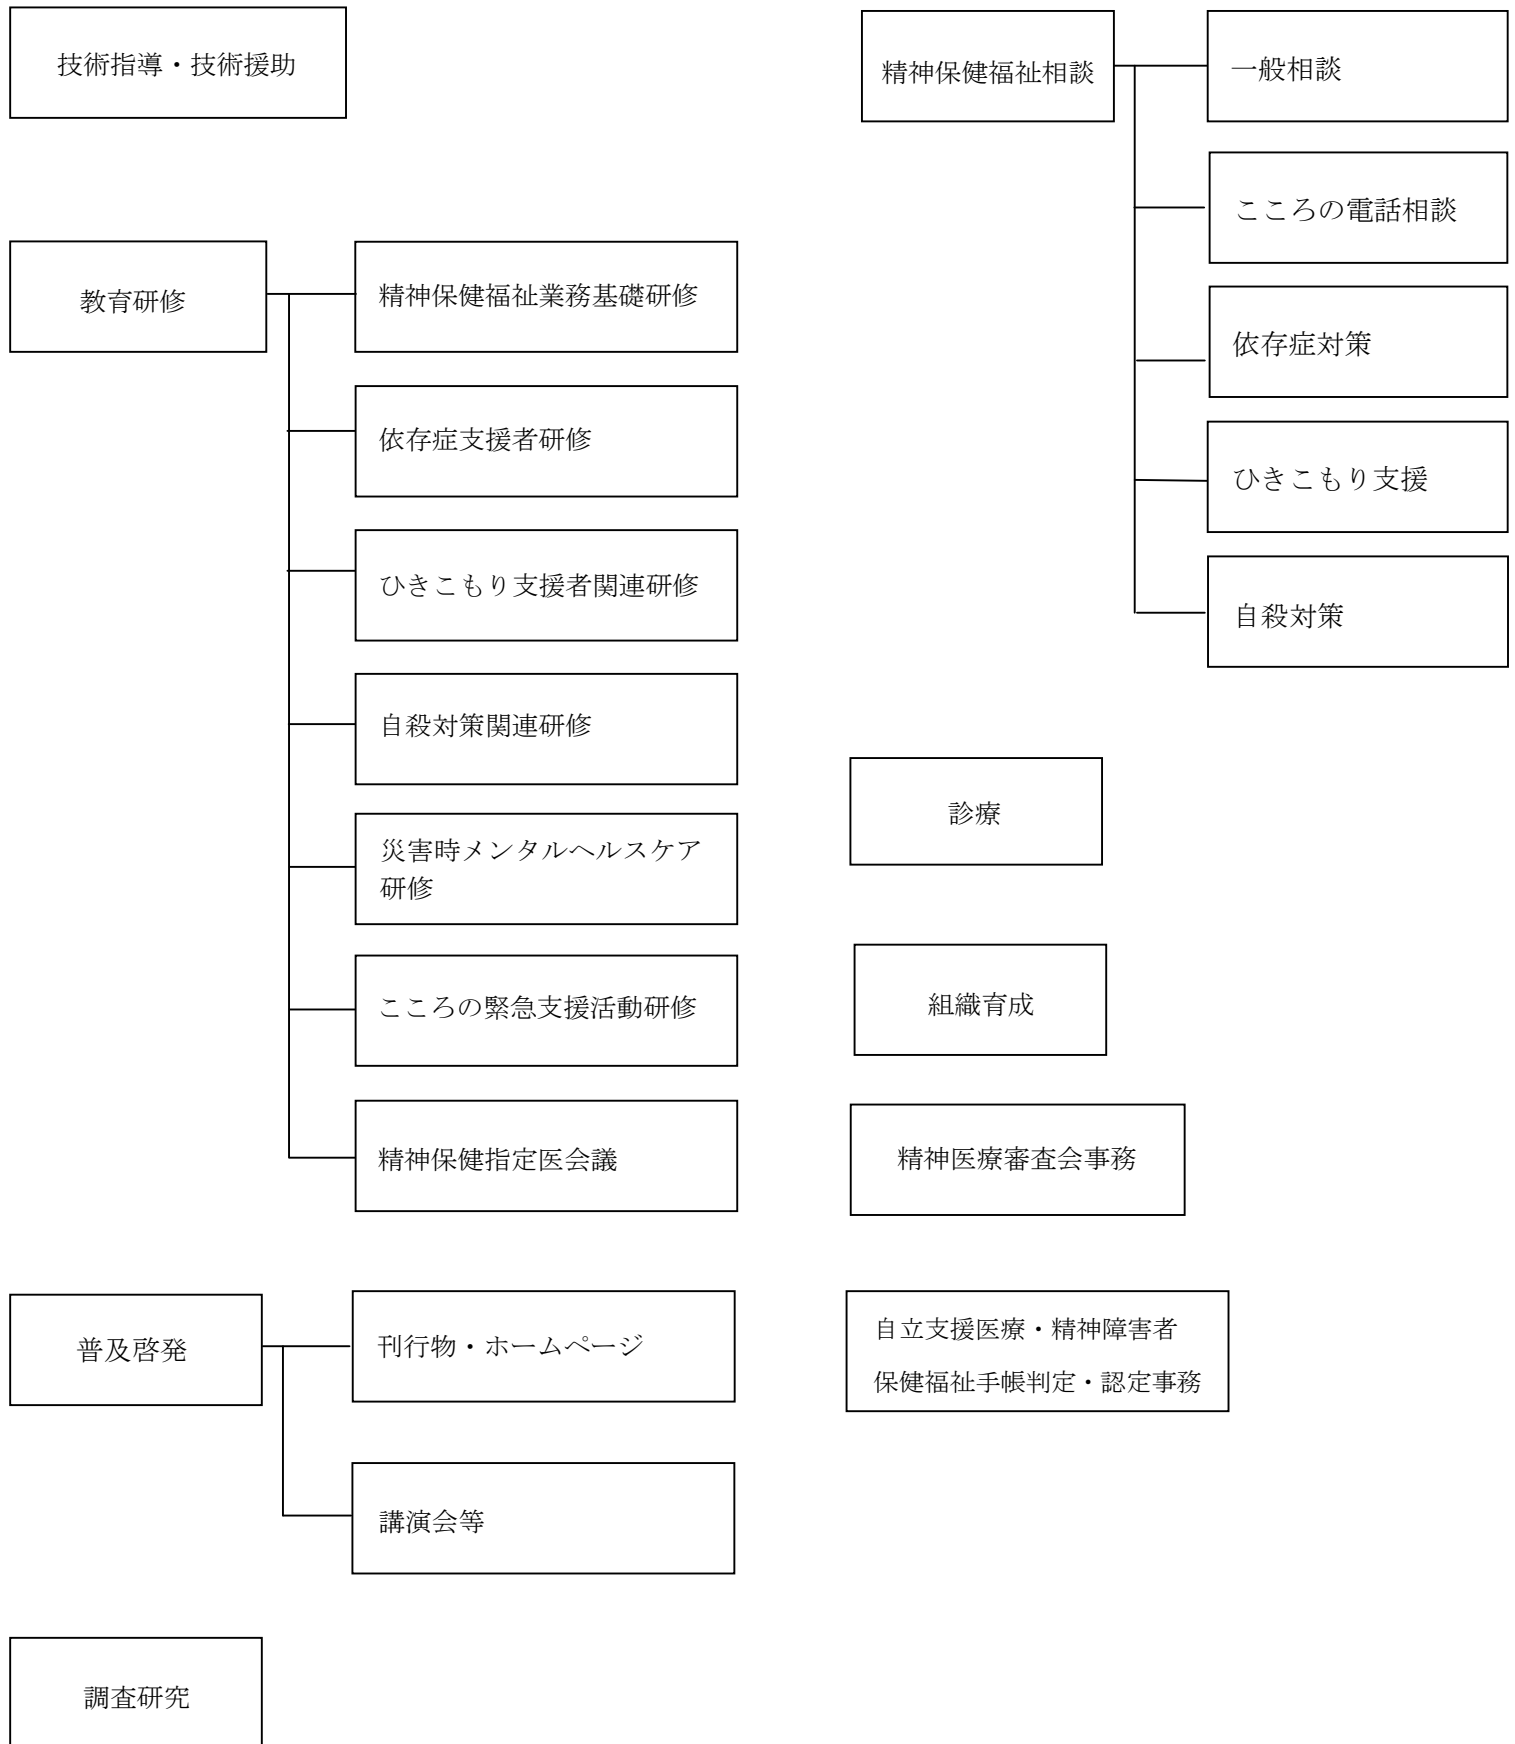 技術指導・技術援助
教育研修
精神保健福祉業務基礎研修
依存症支援者研修
ひきこもり支援者関連研修
自殺対策関連研修
災害時メンタルヘルスケア
研修
こころの緊急支援活動研修
精神保健指定医会議
普及啓発
刊行物・ホームページ
講演会等
調査研究
精神保健福祉相談
一般相談
こころの電話相談
依存症対策
ひきこもり支援
自殺対策
診療
組織育成
精神医療審査会事務
自立支援医療・精神障害者
保健福祉手帳判定・認定事務